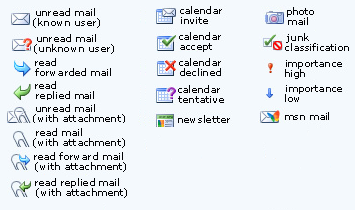 unread mail
(known user)
unread mail
(unknown user)
read
forwarded mail
read
replied mail
unread mail
(with attachment)
read mail
(with attachment)
read forward mail
(with attachment)
read replied mail
(with attachment)
calendar
invite
calendar
accept
calendar
declined
calendar
tentative
newsletter
photo
mail
junk
classification
importance
high
importance
low
msn mail